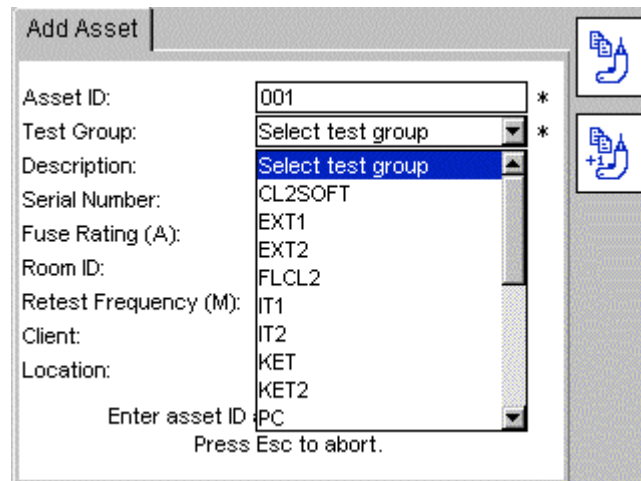 Add Asset
Asset ID: 001 *
Test Group: Select test group *
Description: Select test group
Serial Number: CL2SOFT
EXT1
Fuse Rating (A):
EXT2
Room ID: FLCL2
Retest Frequency (M): IT1
Client: IT2
Location: KET
KET2
Enter asset ID PC
Press Esc to abort.
+1